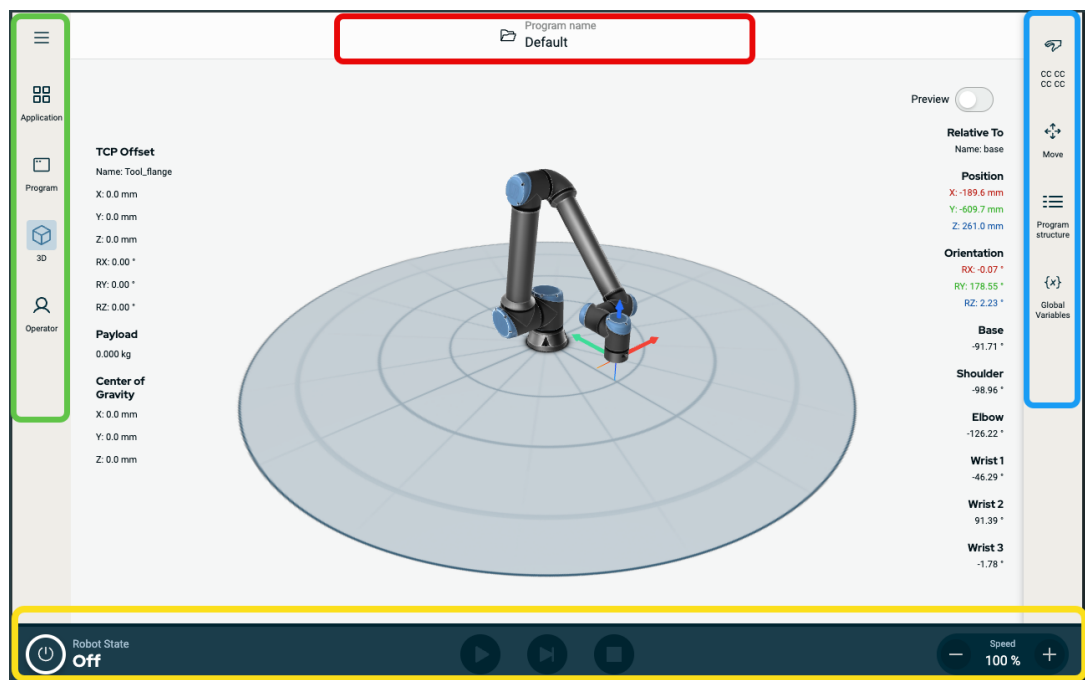 Program name
Default
Application
Program
3D
Operator
TCP Offset
Name: Tool_flange
X: 0.0 mm
Y: 0.0 mm
Z: 0.0 mm
RX: 0.00 °
RY: 0.00 °
RZ: 0.00 °
Payload
0.000 kg
Center of
Gravity
X: 0.0 mm
Y: 0.0 mm
Z: 0.0 mm
Preview
Relative To
Name: base
Position
X: -189.6 mm
Y: -609.7 mm
Z: 261.0 mm
Orientation
RX: -0.07 °
RY: 178.55 °
RZ: 2.23 °
Base
-91.71 °
Shoulder
-98.96 °
Elbow
-126.22 °
Wrist 1
-46.29 °
Wrist 2
91.39 °
Wrist 3
-1.78 °
CC CC
CC CC
Move
Program
structure
{x}
Global
Variables
Robot State
Off
Speed
100 %